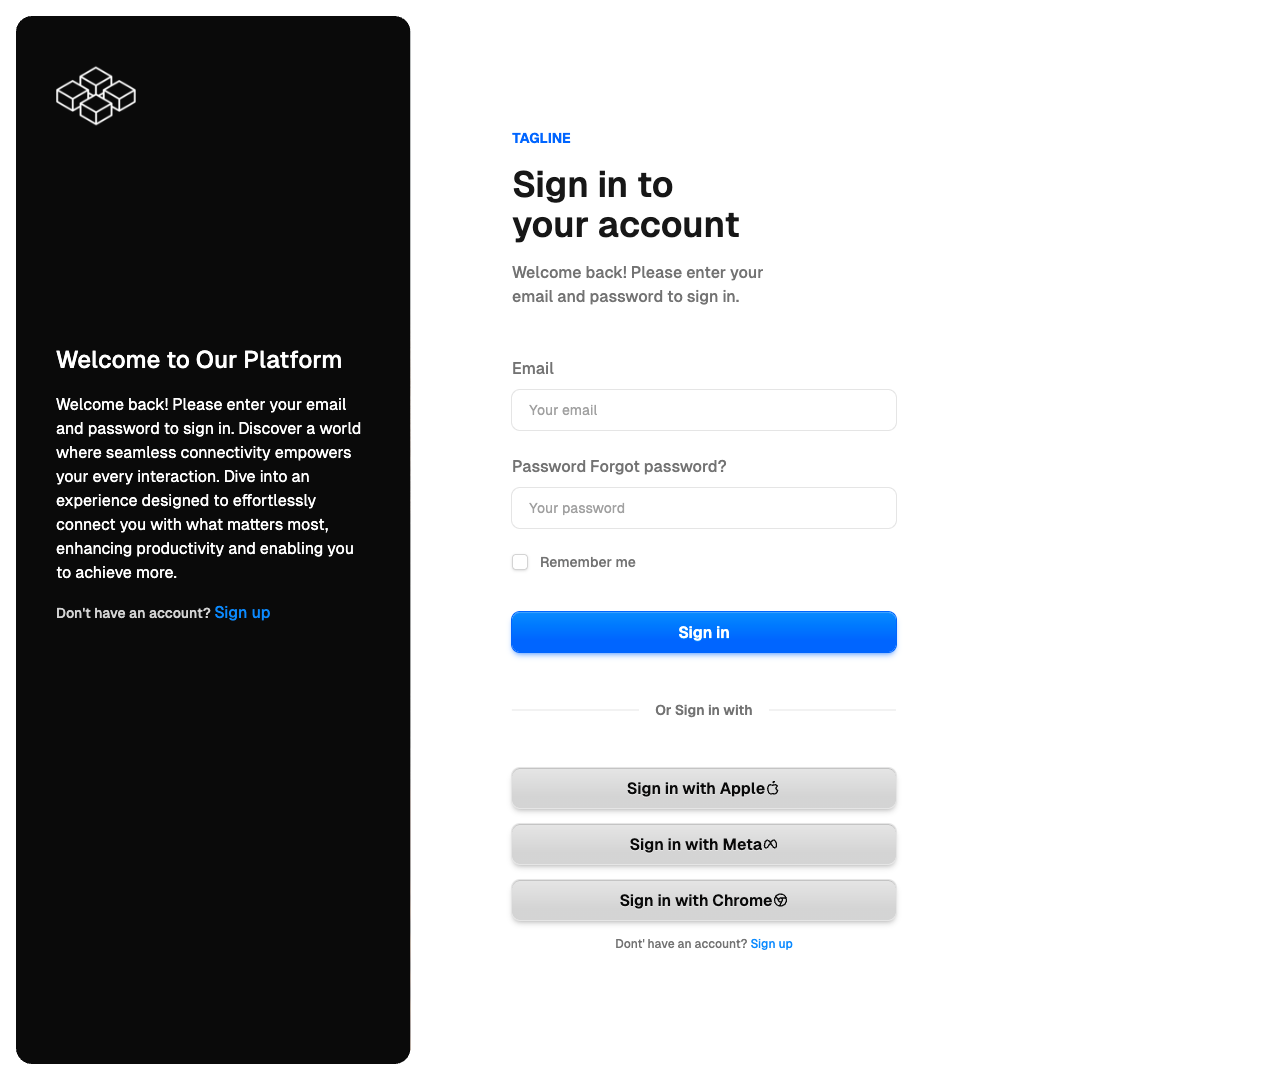 Welcome to Our Platform
Welcome back! Please enter your email
and password to sign in. Discover a world
where seamless connectivity empowers
your every interaction. Dive into an
experience designed to effortlessly
connect you with what matters most,
enhancing productivity and enabling you
to achieve more.
Don't have an account? Sign up
TAGLINE
Sign in to
your account
Welcome back! Please enter your
email and password to sign in.
Email
Your email
Password Forgot password?
Your password
Remember me
Sign in
Or Sign in with
Sign in with Apple
Sign in with Meta
Sign in with Chrome
Dont' have an account? Sign up